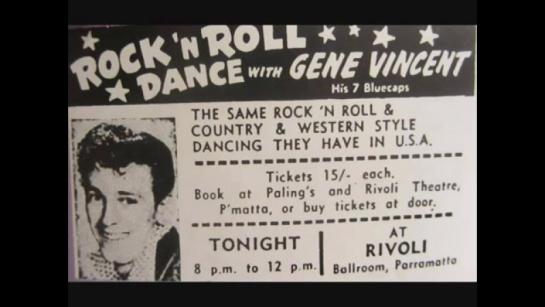 ROCK 'N ROLL
DANCE WITH GENE VINCENT
His 7 Bluecaps
THE SAME ROCK 'N ROLL &
COUNTRY & WESTERN STYLE
DANCING THEY HAVE IN U.S.A.
Tickets 15/- each.
Book at Paling's and Rivoli Theatre,
P'matta, or buy tickets at door.
TONIGHT
8 p.m. to 12 p.m.
AT
RIVOLI
Ballroom, Parramatta